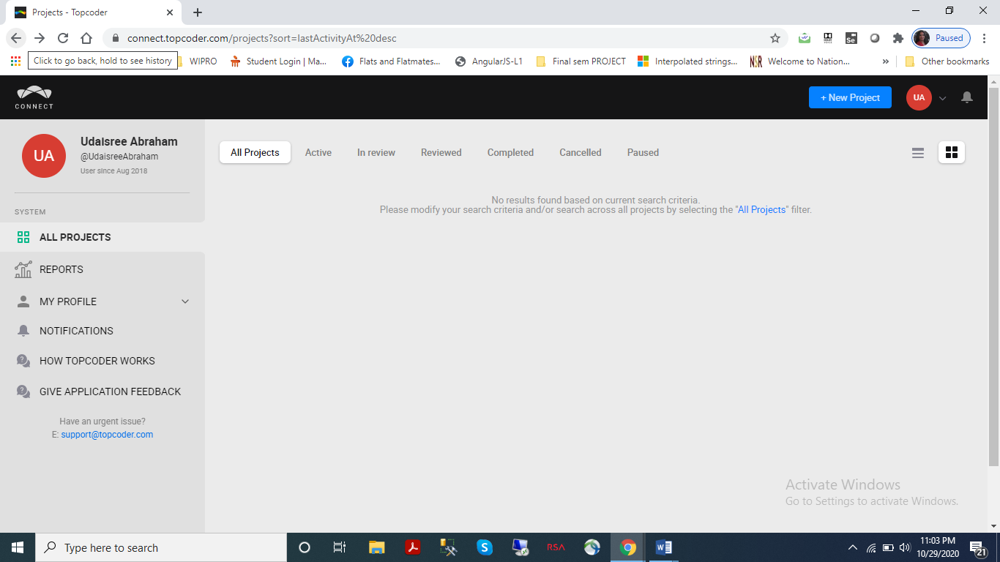 Projects - Topcoder
connect.topcoder.com/projects?sort=lastActivityAt%20desc
DOLBY VOICE
Se
Paused
Click to go back, hold to see history
WIPRO
Student Login | Ma...
Flats and Flatmates...
AngularJS-L1
Final sem PROJECT
Interpolated strings...
NSR
Welcome to Nation...
»
Other bookmarks
CONNECT
+ New Project
UA
UA
Udaisree Abraham
@UdaisreeAbraham
User since Aug 2018
All Projects
Active
In review
Reviewed
Completed
Cancelled
Paused
No results found based on current search criteria.
Please modify your search criteria and/or search across all projects by selecting the "All Projects" filter.
SYSTEM
ALL PROJECTS
REPORTS
MY PROFILE
NOTIFICATIONS
HOW TOPCODER WORKS
GIVE APPLICATION FEEDBACK
Have an urgent issue?
E: support@topcoder.com
Activate Windows
Go to Settings to activate Windows.
Type here to search
RSA
11:03 PM
10/29/2020
21